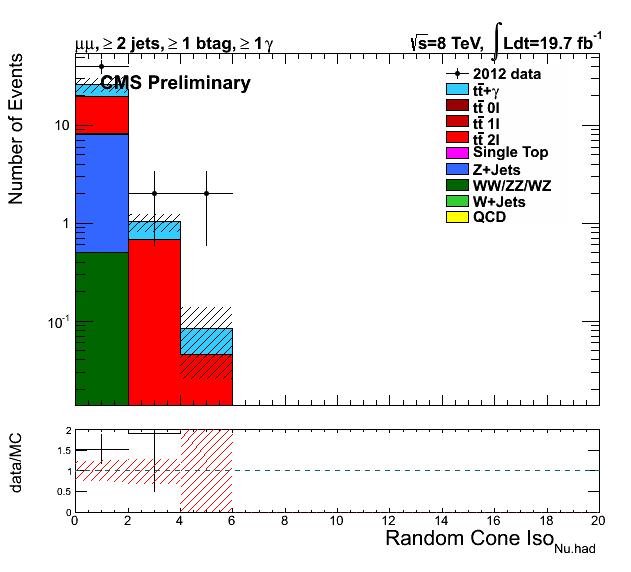 μμ, ≥ 2 jets, ≥ 1 btag, ≥ 1 γ
√s=8 TeV, ∫ Ldt=19.7 fb⁻¹
CMS Preliminary
Number of Events
10
1
10⁻¹
2012 data
tt̄+γ
tt̄ 0l
tt̄ 1l
tt̄ 2l
Single Top
Z+Jets
WW/ZZ/WZ
W+Jets
QCD
data/MC
2
1.5
1
0.5
0
0 2 4 6 8 10 12 14 16 18 20
Random Cone Iso_Nu.had